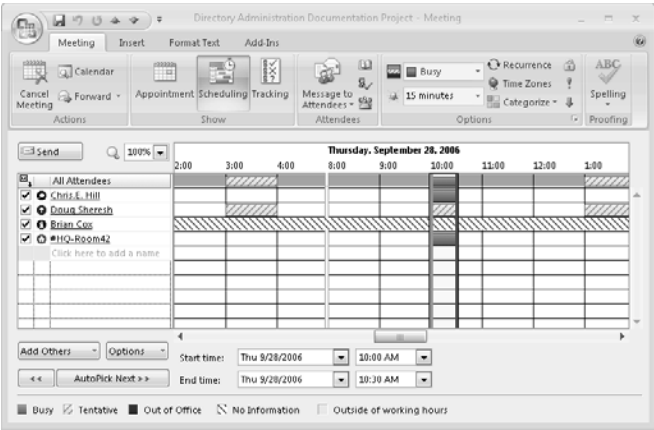 Directory Administration Documentation Project - Meeting
Meeting Insert Format Text Add-Ins
Cancel Meeting
Calendar
Forward
Actions
Appointment Scheduling Tracking
Show
Message to Attendees
Attendees
Busy
15 minutes
Recurrence
Time Zones
Categorize
Options
ABC
Spelling
Proofing
Send 100%
Thursday, September 28, 2006
2:00 3:00 4:00 8:00 9:00 10:00 11:00 12:00 1:00
All Attendees
Chris.E. Hill
Doug Sheresh
Brian Cox
#HQ-Room42
Click here to add a name
Add Others Options
Start time: Thu 9/28/2006 10:00 AM
<< AutoPick Next >>
End time: Thu 9/28/2006 10:30 AM
Busy Tentative Out of Office No Information Outside of working hours